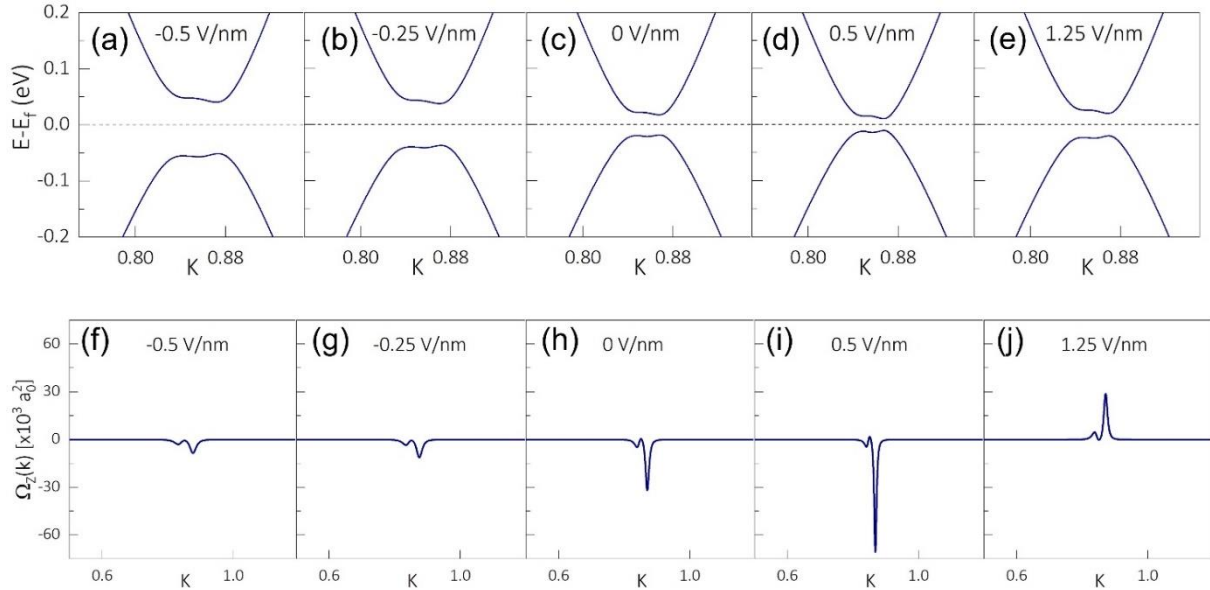 (a) -0.5 V/nm (b) -0.25 V/nm (c) 0 V/nm (d) 0.5 V/nm (e) 1.25 V/nm
E-E_f (eV)
0.2
0.1
0.0
-0.1
-0.2
0.80 K 0.88 0.80 K 0.88 0.80 K 0.88 0.80 K 0.88 0.80 K 0.88
(f) -0.5 V/nm (g) -0.25 V/nm (h) 0 V/nm (i) 0.5 V/nm (j) 1.25 V/nm
Ω_z(k) [x10³ a₀²]
60
30
0
-30
-60
0.6 K 1.0 0.6 K 1.0 0.6 K 1.0 0.6 K 1.0 0.6 K 1.0